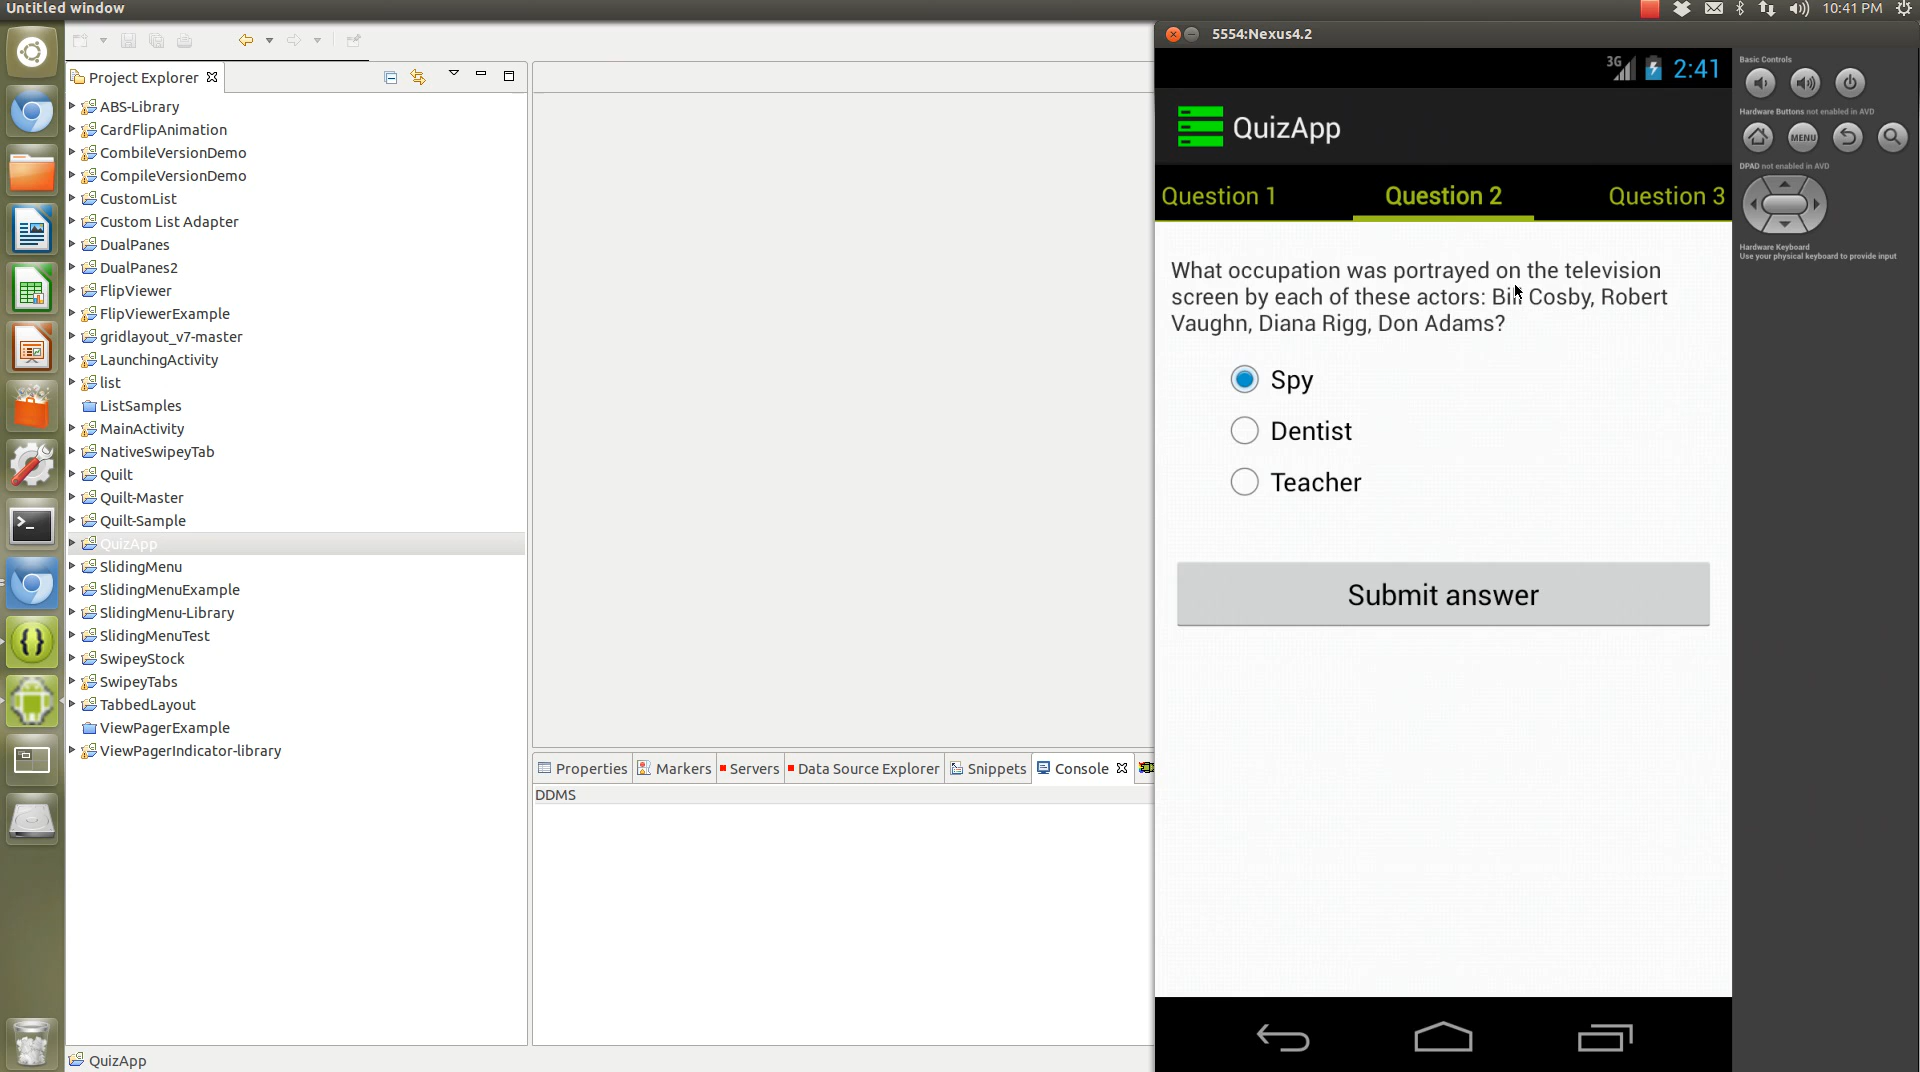 Untitled window
10:41 PM
Project Explorer
ABS-Library
CardFlipAnimation
CombileVersionDemo
CompileVersionDemo
CustomList
Custom List Adapter
DualPanes
DualPanes2
FlipViewer
FlipViewerExample
gridlayout_v7-master
LaunchingActivity
list
ListSamples
MainActivity
NativeSwipeyTab
Quilt
Quilt-Master
Quilt-Sample
QuizApp
SlidingMenu
SlidingMenuExample
SlidingMenu-Library
SlidingMenuTest
SwipeyStock
SwipeyTabs
TabbedLayout
ViewPagerExample
ViewPagerIndicator-library
QuizApp
Properties Markers Servers Data Source Explorer Snippets Console
DDMS
5554:Nexus4.2
3G 2:41
QuizApp
Question 1 Question 2 Question 3
What occupation was portrayed on the television
screen by each of these actors: Bill Cosby, Robert
Vaughn, Diana Rigg, Don Adams?
Spy
Dentist
Teacher
Submit answer
Basic Controls
Hardware Buttons not enabled in AVD
MENU
DPAD not enabled in AVD
Hardware Keyboard
Use your physical keyboard to provide input